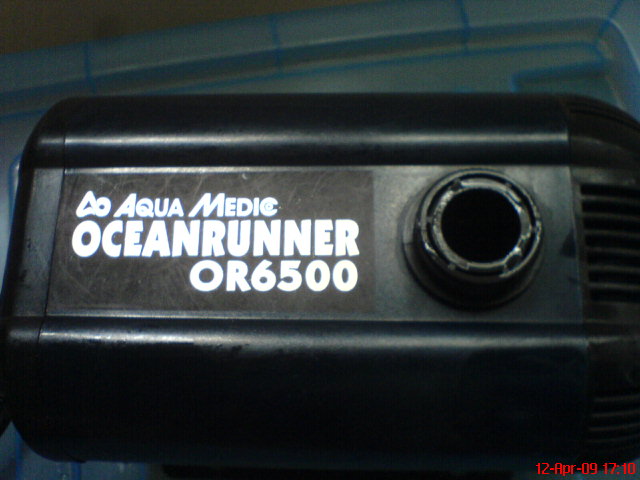 AQUA MEDIC
OCEANRUNNER
OR6500
12-Apr-09 17:10